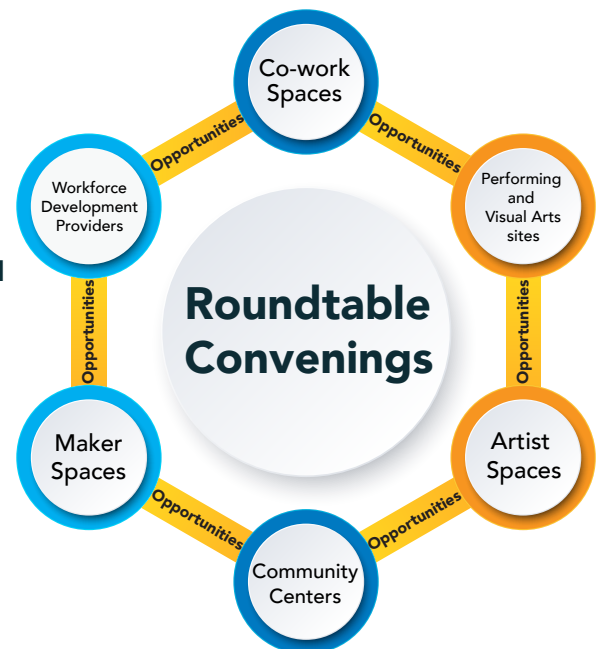 Co-work
Spaces
Opportunities
Opportunities
Workforce
Development
Providers
Performing
and
Visual Arts
sites
Roundtable
Convenings
Opportunities
Opportunities
Maker
Spaces
Artist
Spaces
Opportunities
Opportunities
Community
Centers